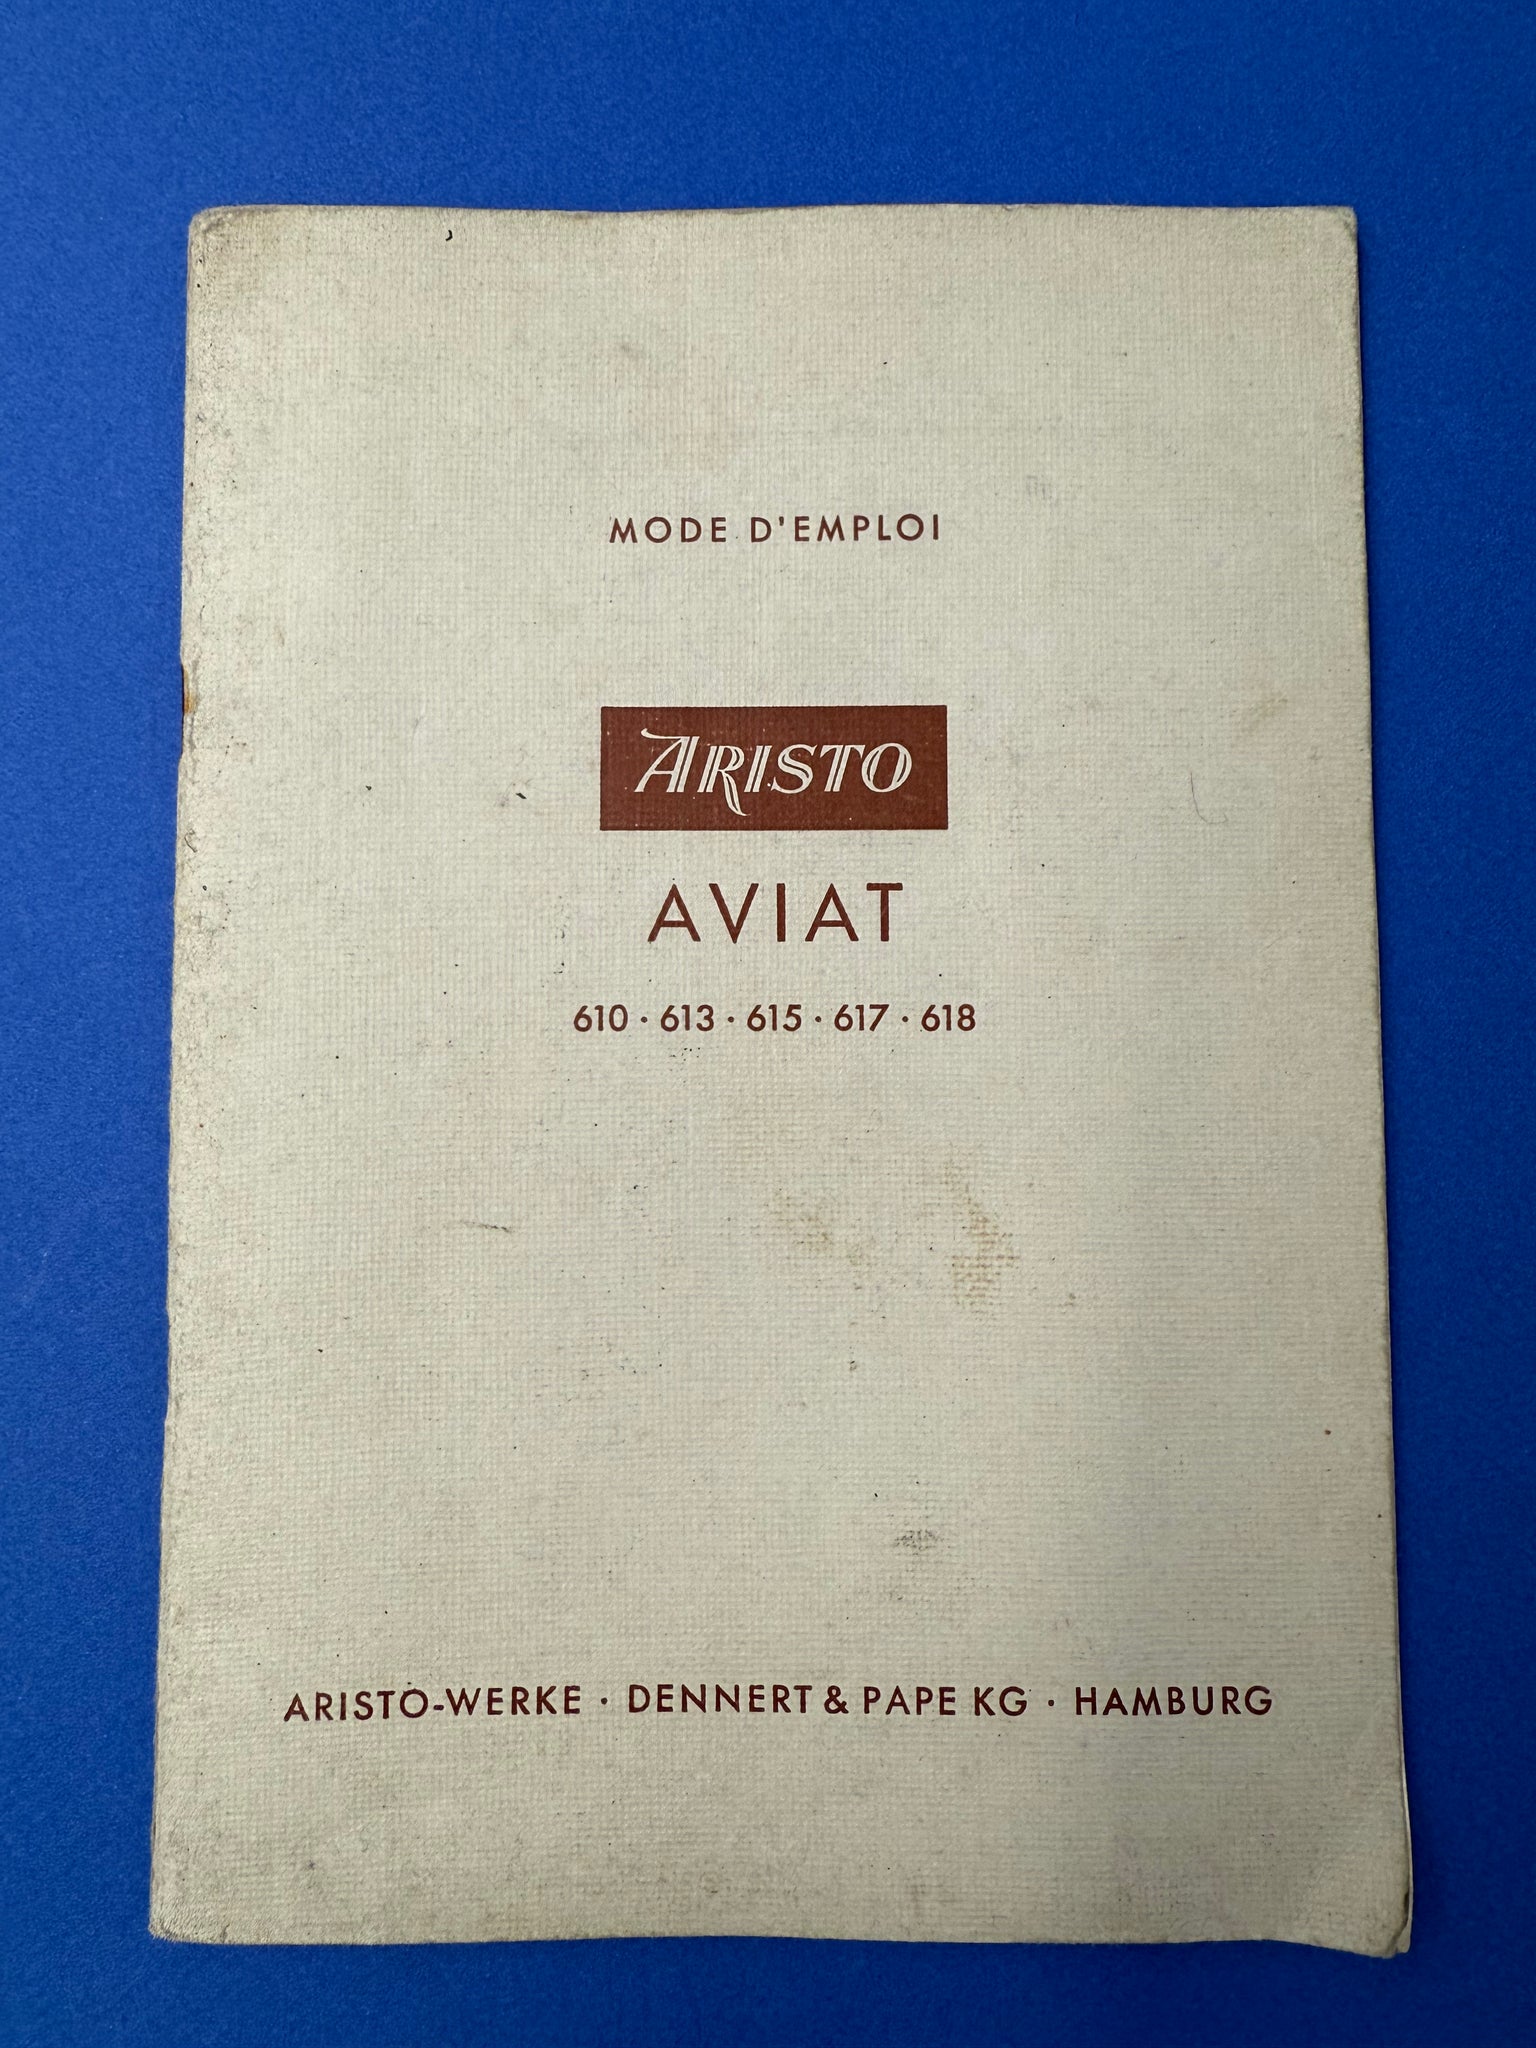 MODE D'EMPLOI
ARISTO
AVIAT
610 · 613 · 615 · 617 · 618
ARISTO-WERKE · DENNERT & PAPE KG · HAMBURG